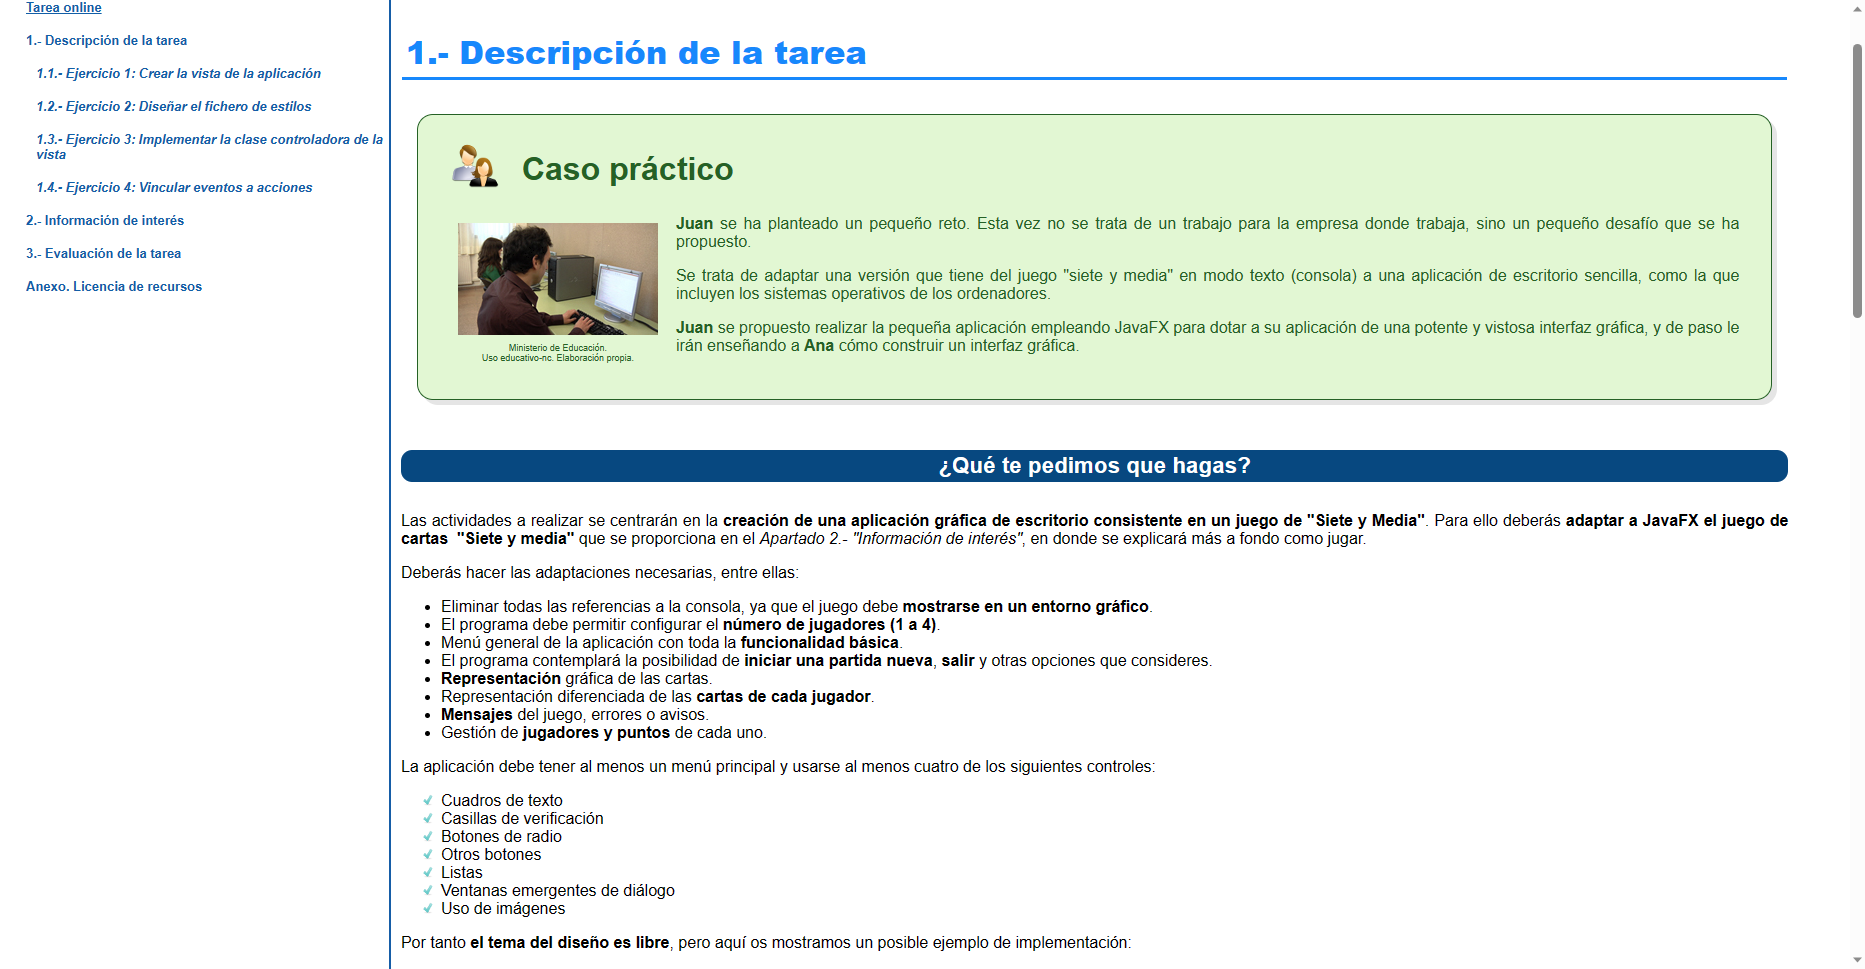 Tarea online
1.- Descripción de la tarea
1.1.- Ejercicio 1: Crear la vista de la aplicación
1.2.- Ejercicio 2: Diseñar el fichero de estilos
1.3.- Ejercicio 3: Implementar la clase controladora de la
vista
1.4.- Ejercicio 4: Vincular eventos a acciones
2.- Información de interés
3.- Evaluación de la tarea
Anexo. Licencia de recursos
1.- Descripción de la tarea
Caso práctico
Ministerio de Educación.
Uso educativo-nc. Elaboración propia.
Juan se ha planteado un pequeño reto. Esta vez no se trata de un trabajo para la empresa donde trabaja, sino un pequeño desafío que se ha
propuesto.
Se trata de adaptar una versión que tiene del juego "siete y media" en modo texto (consola) a una aplicación de escritorio sencilla, como la que
incluyen los sistemas operativos de los ordenadores.
Juan se propuesto realizar la pequeña aplicación empleando JavaFX para dotar a su aplicación de una potente y vistosa interfaz gráfica, y de paso le
irán enseñando a Ana cómo construir un interfaz gráfica.
¿Qué te pedimos que hagas?
Las actividades a realizar se centrarán en la creación de una aplicación gráfica de escritorio consistente en un juego de "Siete y Media". Para ello deberás adaptar a JavaFX el juego de
cartas "Siete y media" que se proporciona en el Apartado 2.- "Información de interés", en donde se explicará más a fondo como jugar.
Deberás hacer las adaptaciones necesarias, entre ellas:
Eliminar todas las referencias a la consola, ya que el juego debe mostrarse en un entorno gráfico.
El programa debe permitir configurar el número de jugadores (1 a 4).
Menú general de la aplicación con toda la funcionalidad básica.
El programa contemplará la posibilidad de iniciar una partida nueva, salir y otras opciones que consideres.
Representación gráfica de las cartas.
Representación diferenciada de las cartas de cada jugador.
Mensajes del juego, errores o avisos.
Gestión de jugadores y puntos de cada uno.
La aplicación debe tener al menos un menú principal y usarse al menos cuatro de los siguientes controles:
Cuadros de texto
Casillas de verificación
Botones de radio
Otros botones
Listas
Ventanas emergentes de diálogo
Uso de imágenes
Por tanto el tema del diseño es libre, pero aquí os mostramos un posible ejemplo de implementación: